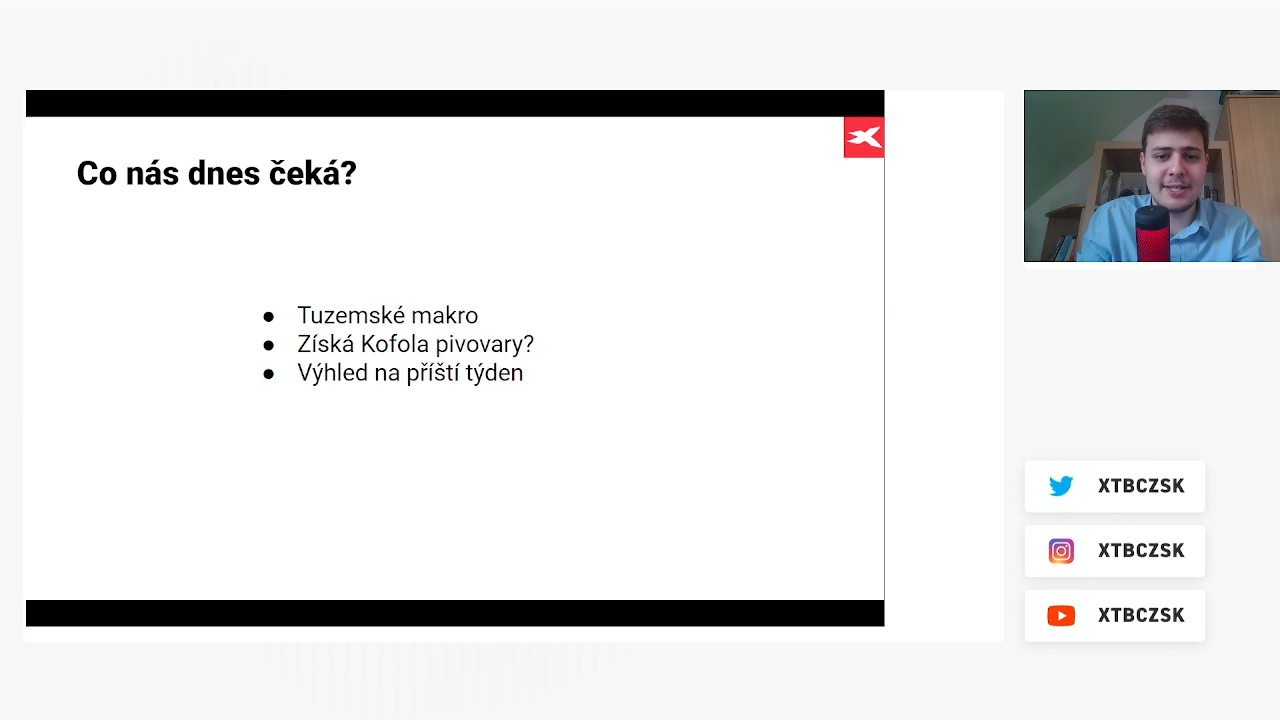 Co nás dnes čeká?
● Tuzemské makro
● Získá Kofola pivovary?
● Výhled na příští týden
XTBCZSK
XTBCZSK
XTBCZSK